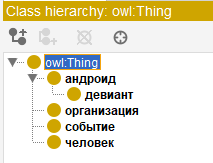 Class hierarchy: owl:Thing
owl:Thing
андроид
девиант
организация
событие
человек